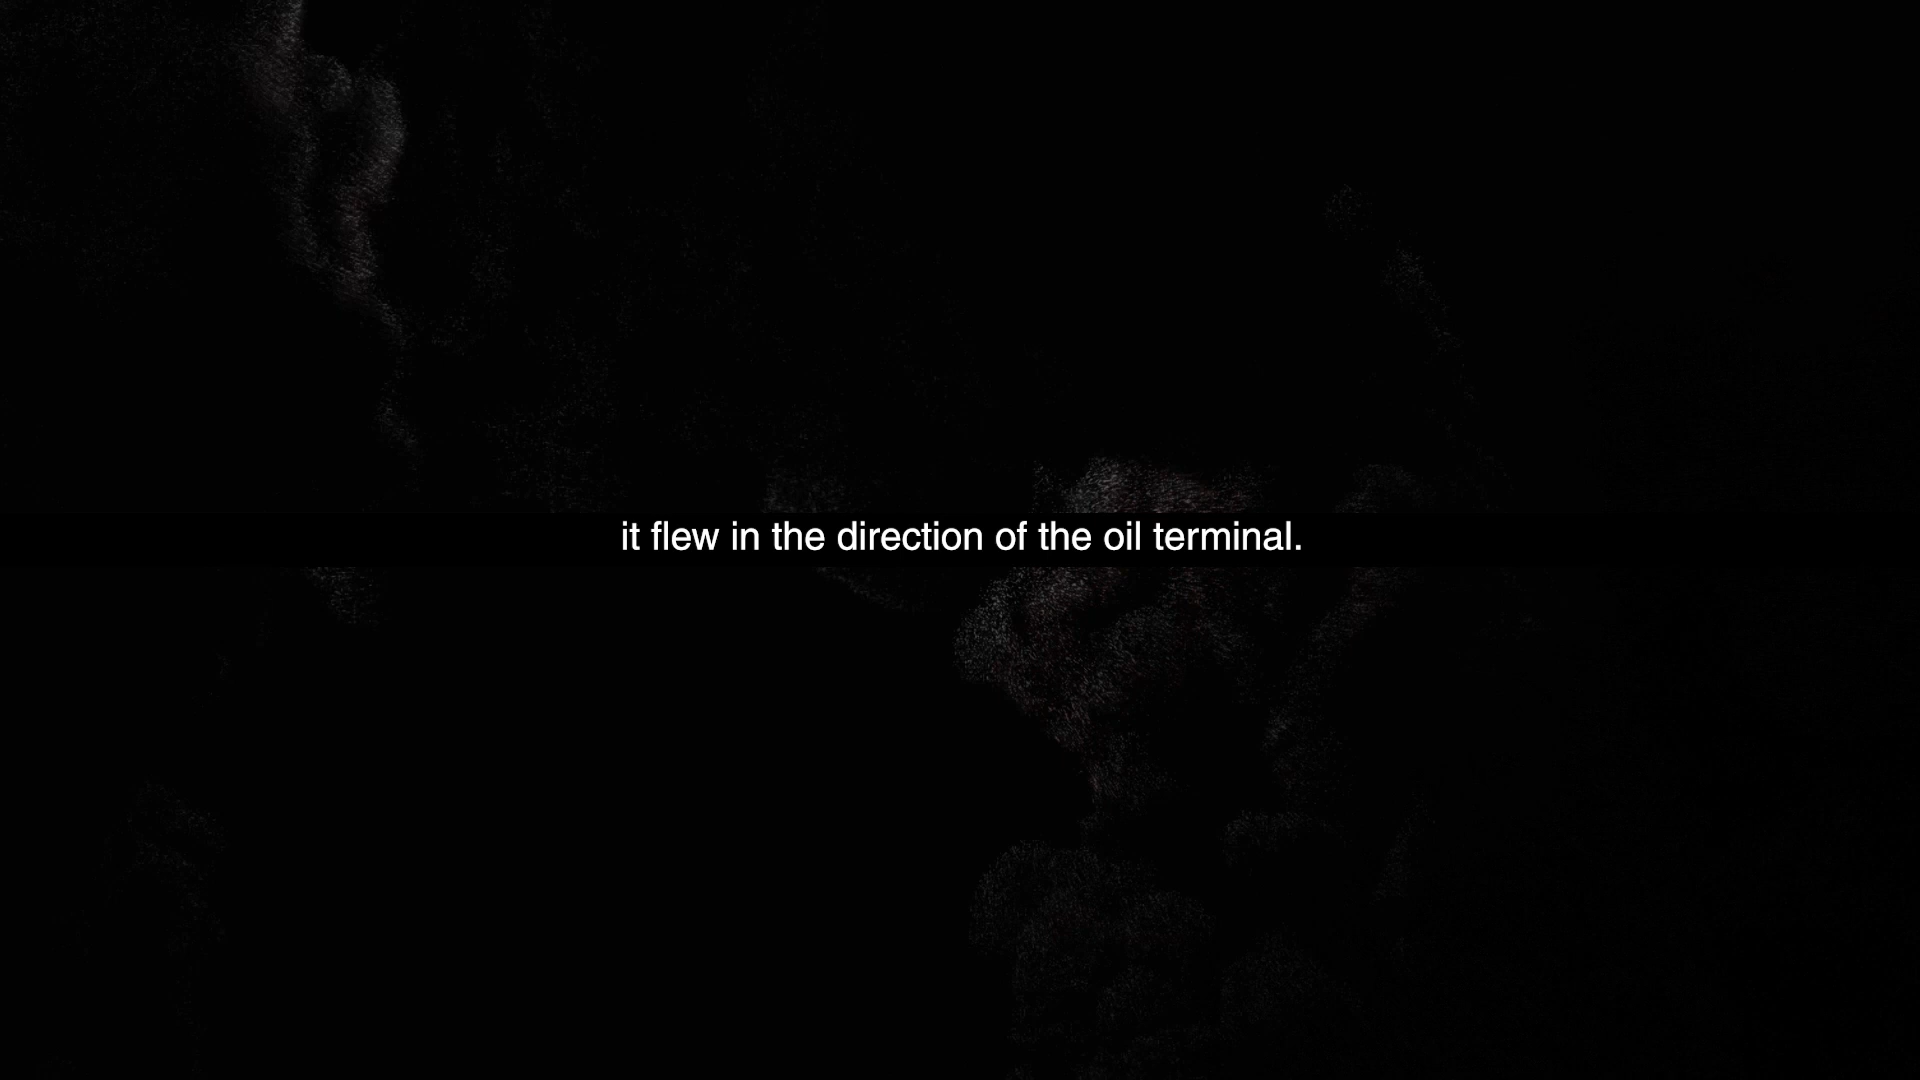 it flew in the direction of the oil terminal.